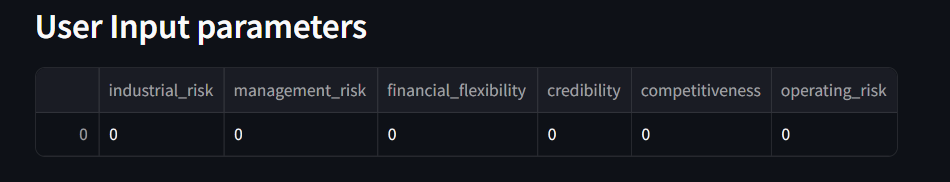 User Input parameters
industrial_risk management_risk financial_flexibility credibility competitiveness operating_risk
0 0 0 0 0 0 0